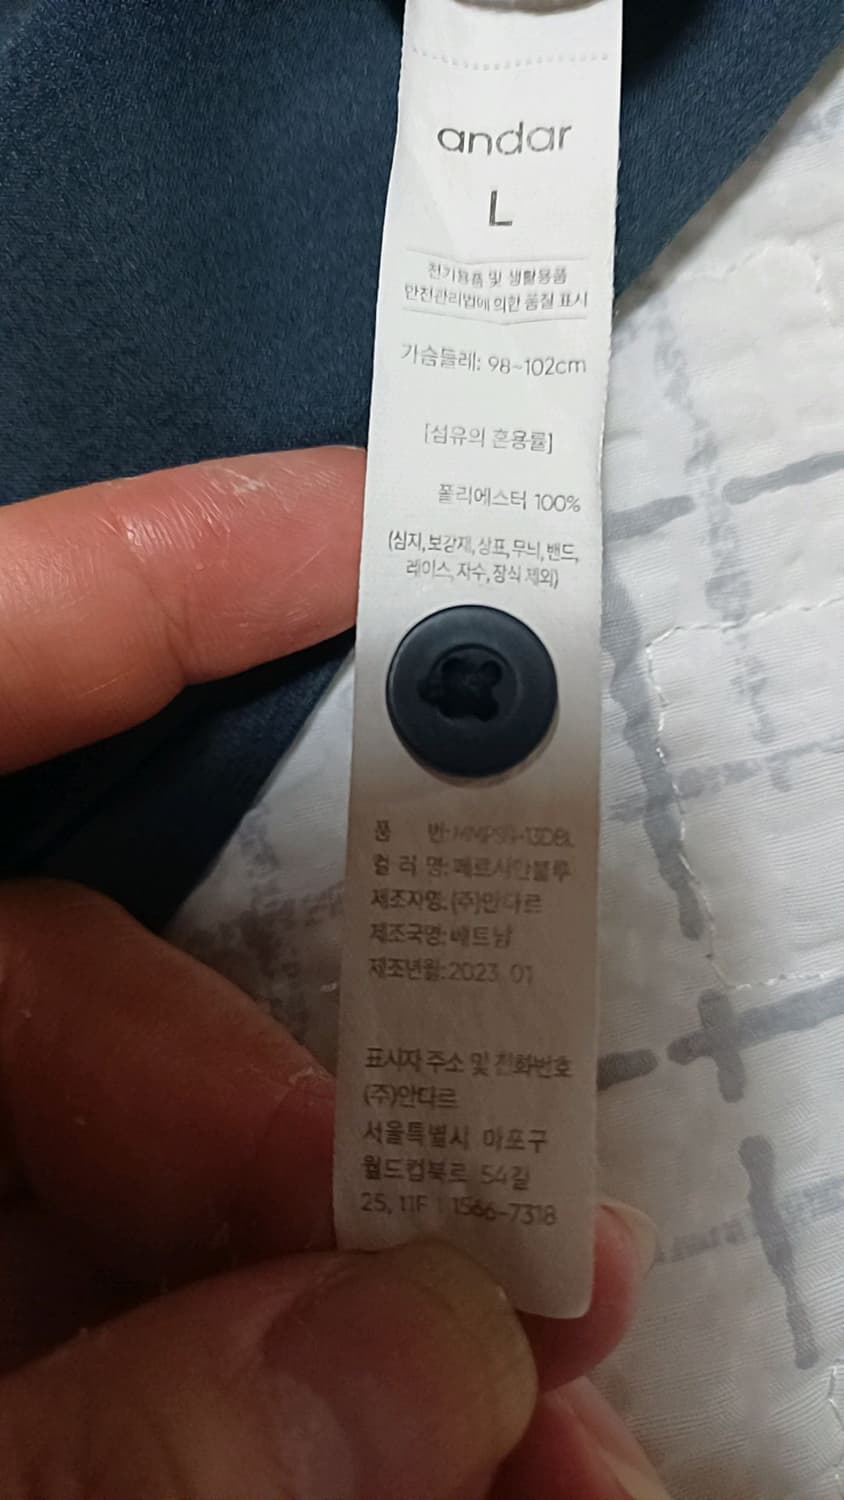 andar
L
전기용품 및 생활용품
안전관리법에 의한 품질 표시
가슴둘레: 98~102cm
[섬유의 혼용률]
폴리에스터 100%
(심지,보강재,상표,무늬,밴드,
레이스,자수,장식 제외)
품 번:
컬 러 명: 페르시안블루
제조자명: (주)안다르
제조국명: 베트남
제조년월: 2023. 01
표시자 주소 및 전화번호
(주)안다르
서울특별시 마포구
월드컵북로 54길
25, 11F | 1566-7318